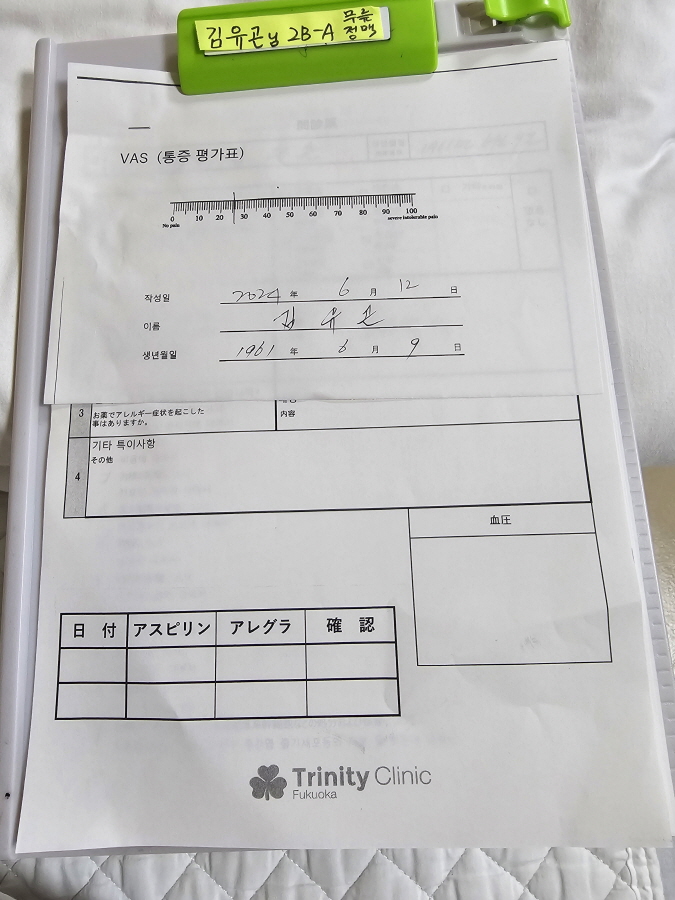 김유곤님 2B-A 무릎
정맥
VAS (통증 평가표)
0 10 20 30 40 50 60 70 80 90 100
No pain severe intolerable pain
작성일 2024 年 6 月 12 日
이름 김유곤
생년월일 1961 年 6 月 9 日
3 お薬でアレルギー症状を起こした
事はありますか。
内容
4 기타 특이사항
その他
血圧
日 付 アスピリン アレグラ 確 認
Trinity Clinic
Fukuoka